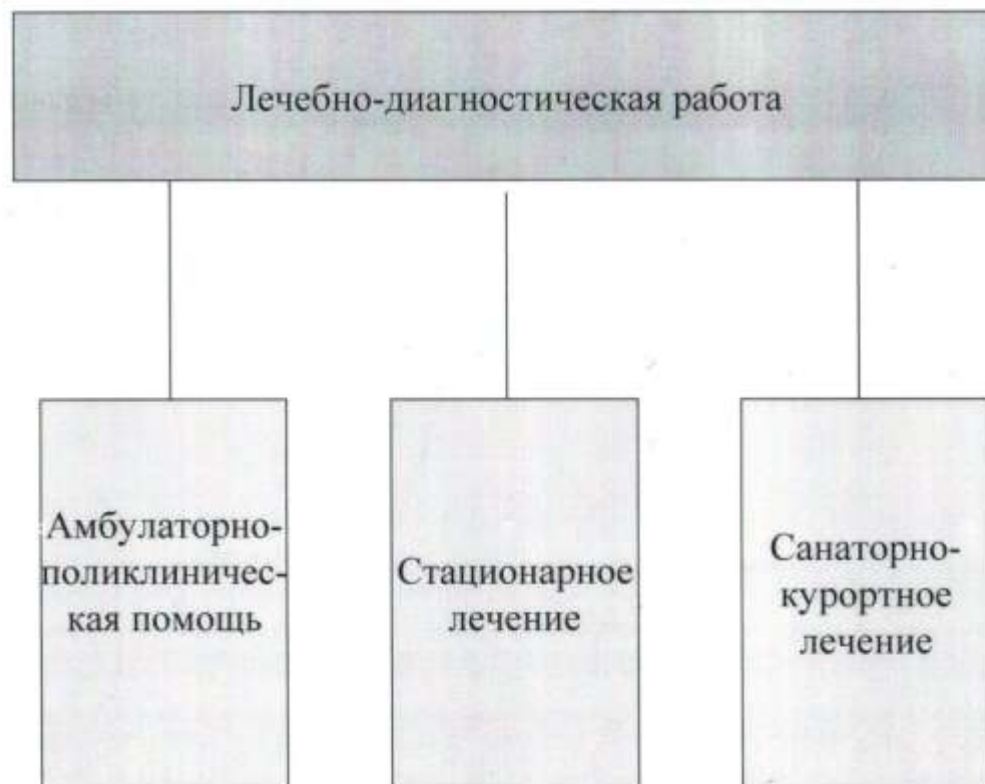 Лечебно-диагностическая работа
Амбулаторно-
поликлиничес-
кая помощь
Стационарное
лечение
Санаторно-
курортное
лечение